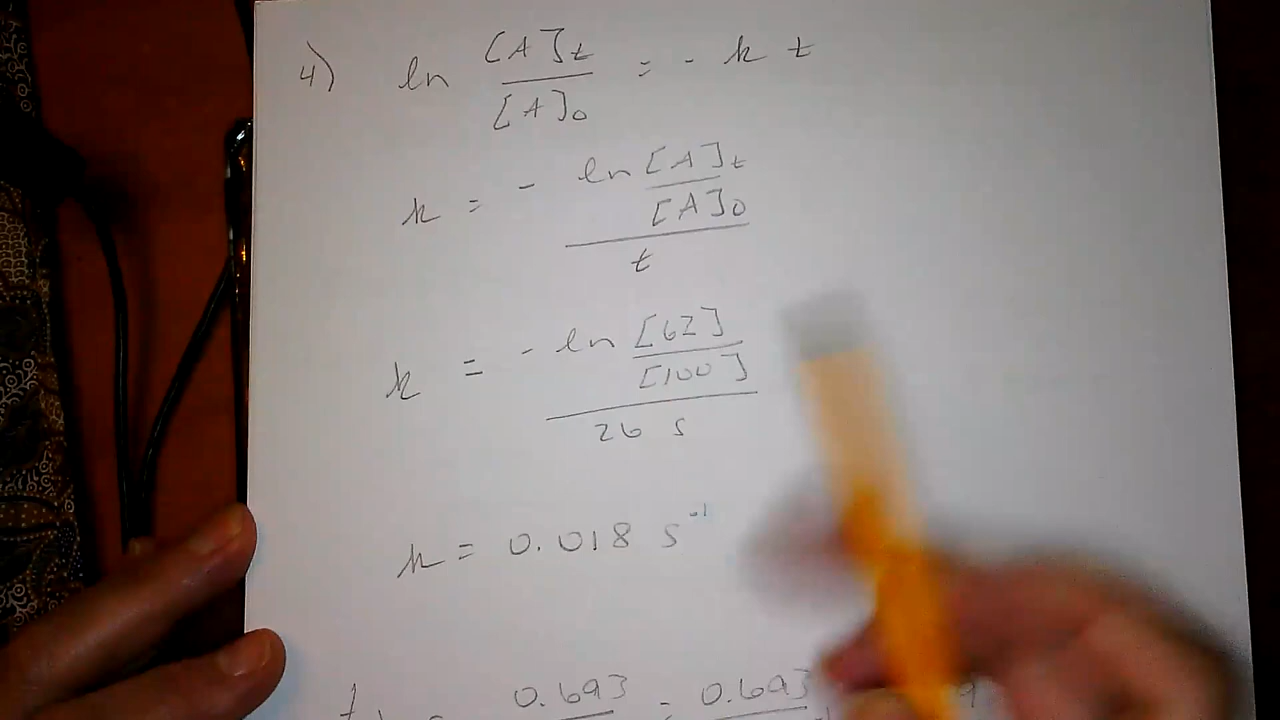 4) ln [A]t / [A]0 = - k t
k = - ln [A]t / [A]0 / t
k = - ln [62] / [100] / 26 s
k = 0.018 s-1
0.693 = 0.693